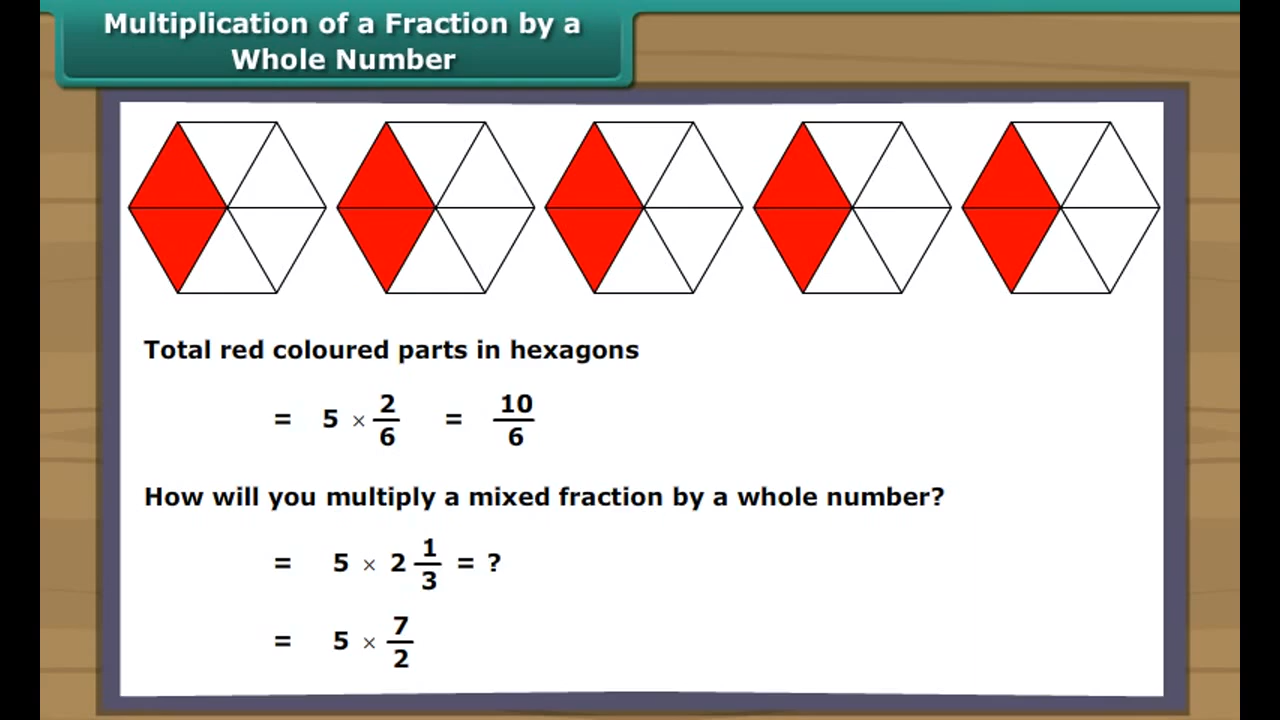 Multiplication of a Fraction by a
Whole Number
Total red coloured parts in hexagons
= 5 × 2/6 = 10/6
How will you multiply a mixed fraction by a whole number?
= 5 × 2 1/3 = ?
= 5 × 7/2